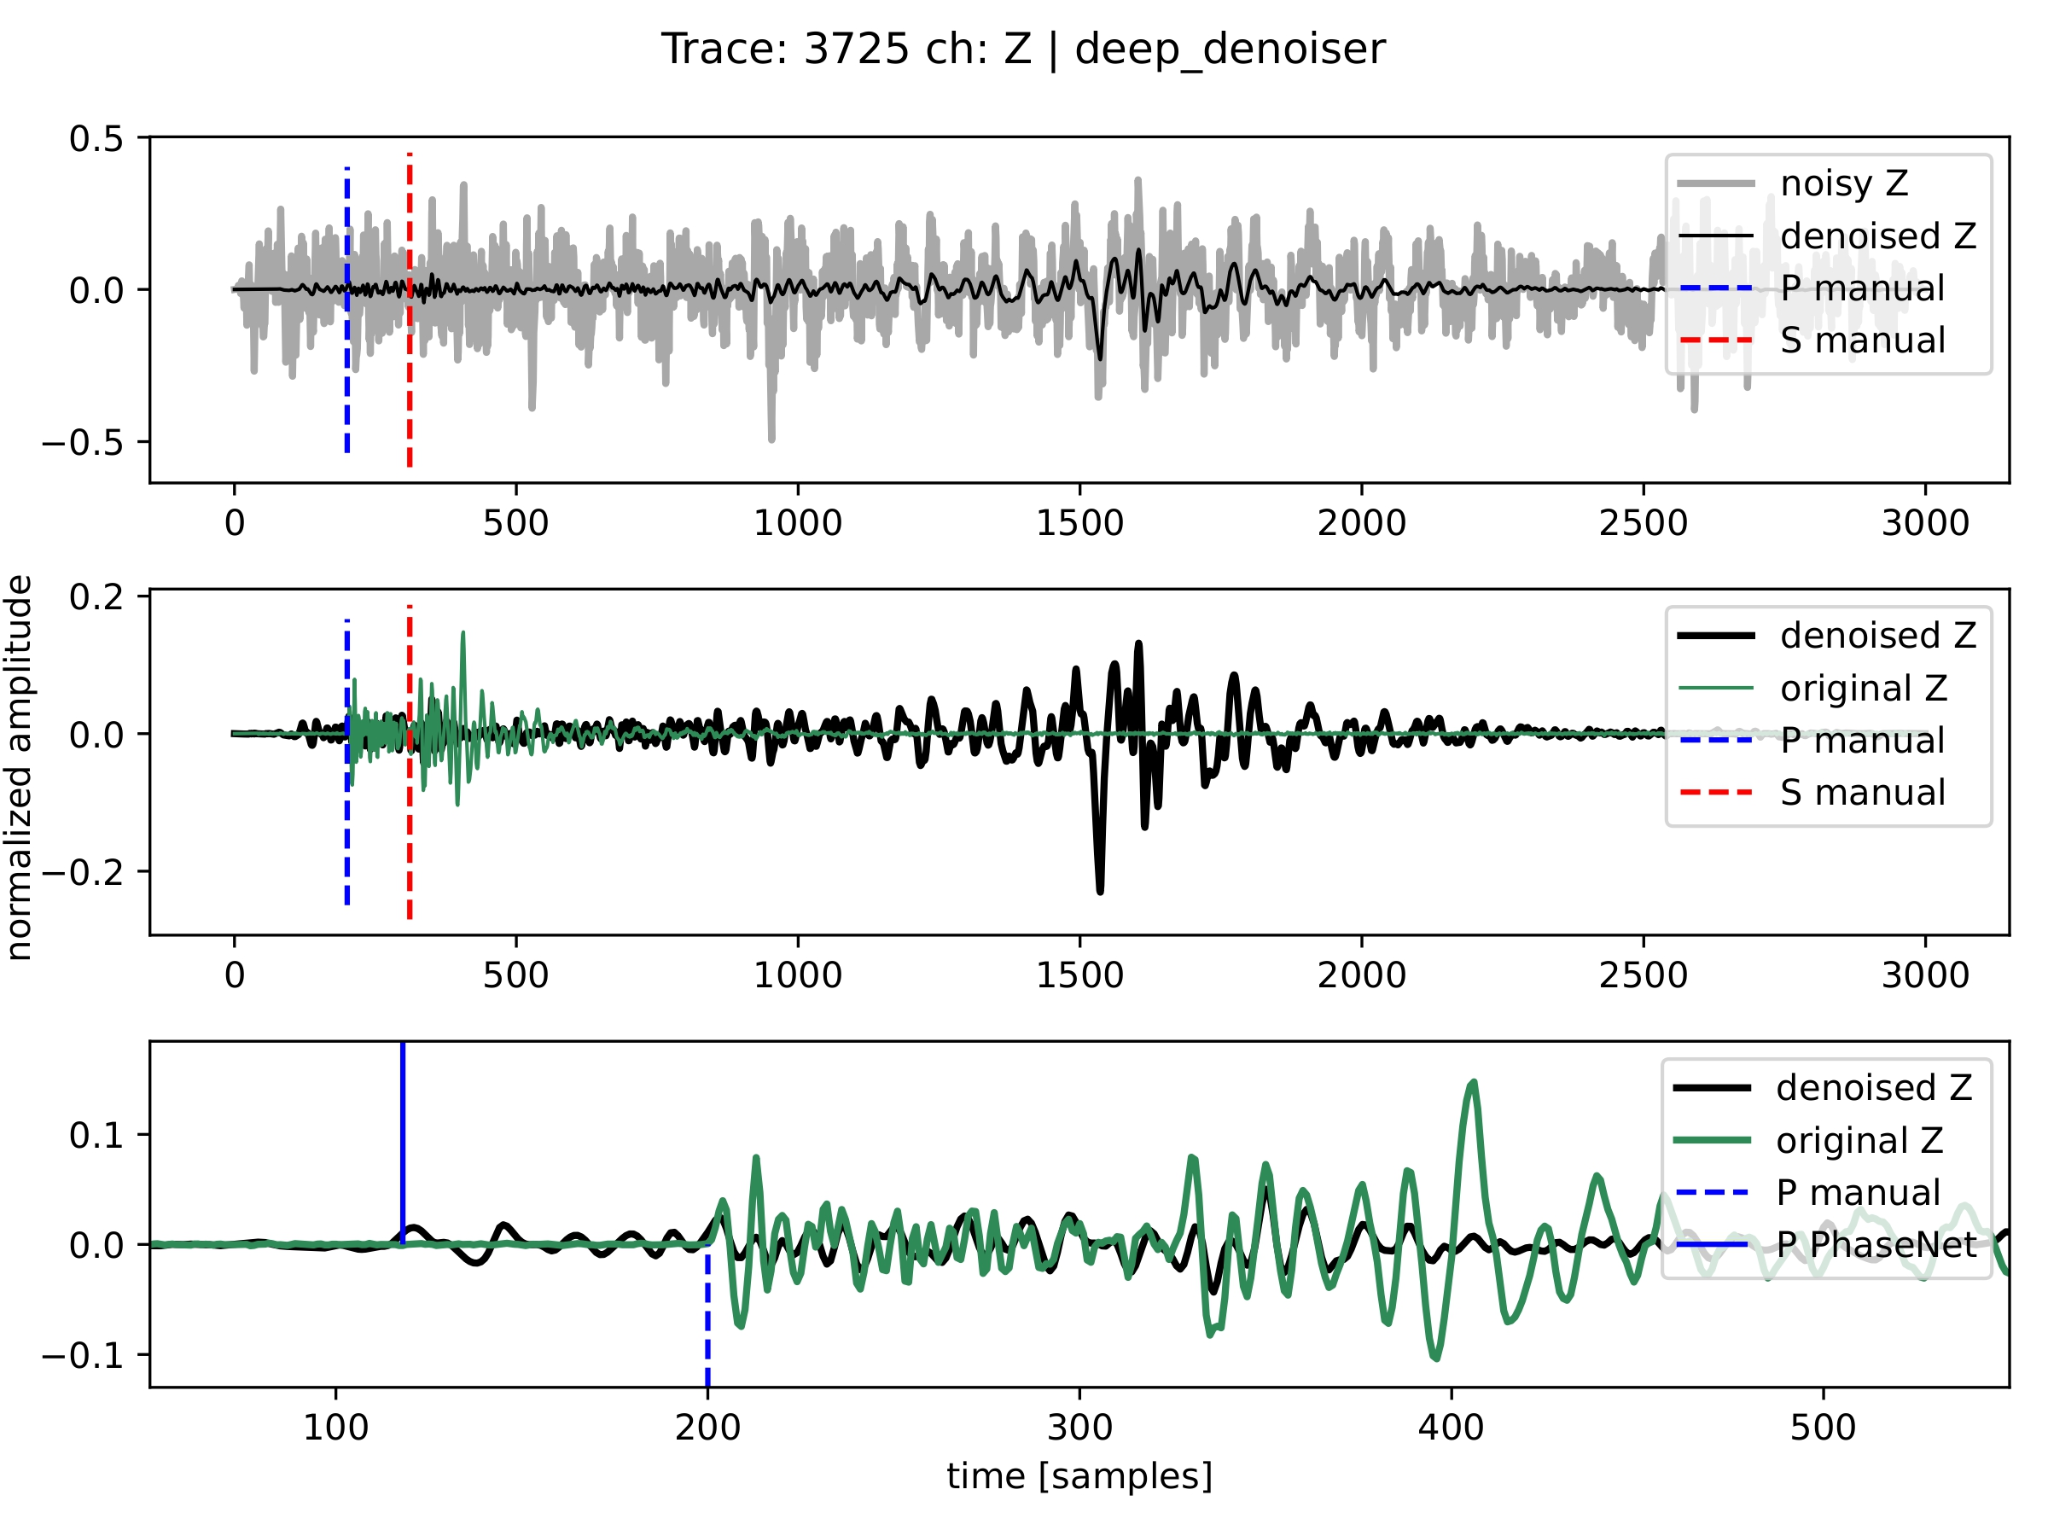 Trace: 3725 ch: Z | deep_denoiser
0.5
0.0
−0.5
noisy Z
denoised Z
P manual
S manual
0 500 1000 1500 2000 2500 3000
normalized amplitude
0.2
0.0
−0.2
denoised Z
original Z
P manual
S manual
0 500 1000 1500 2000 2500 3000
0.1
0.0
−0.1
denoised Z
original Z
P manual
P PhaseNet
100 200 300 400 500
time [samples]